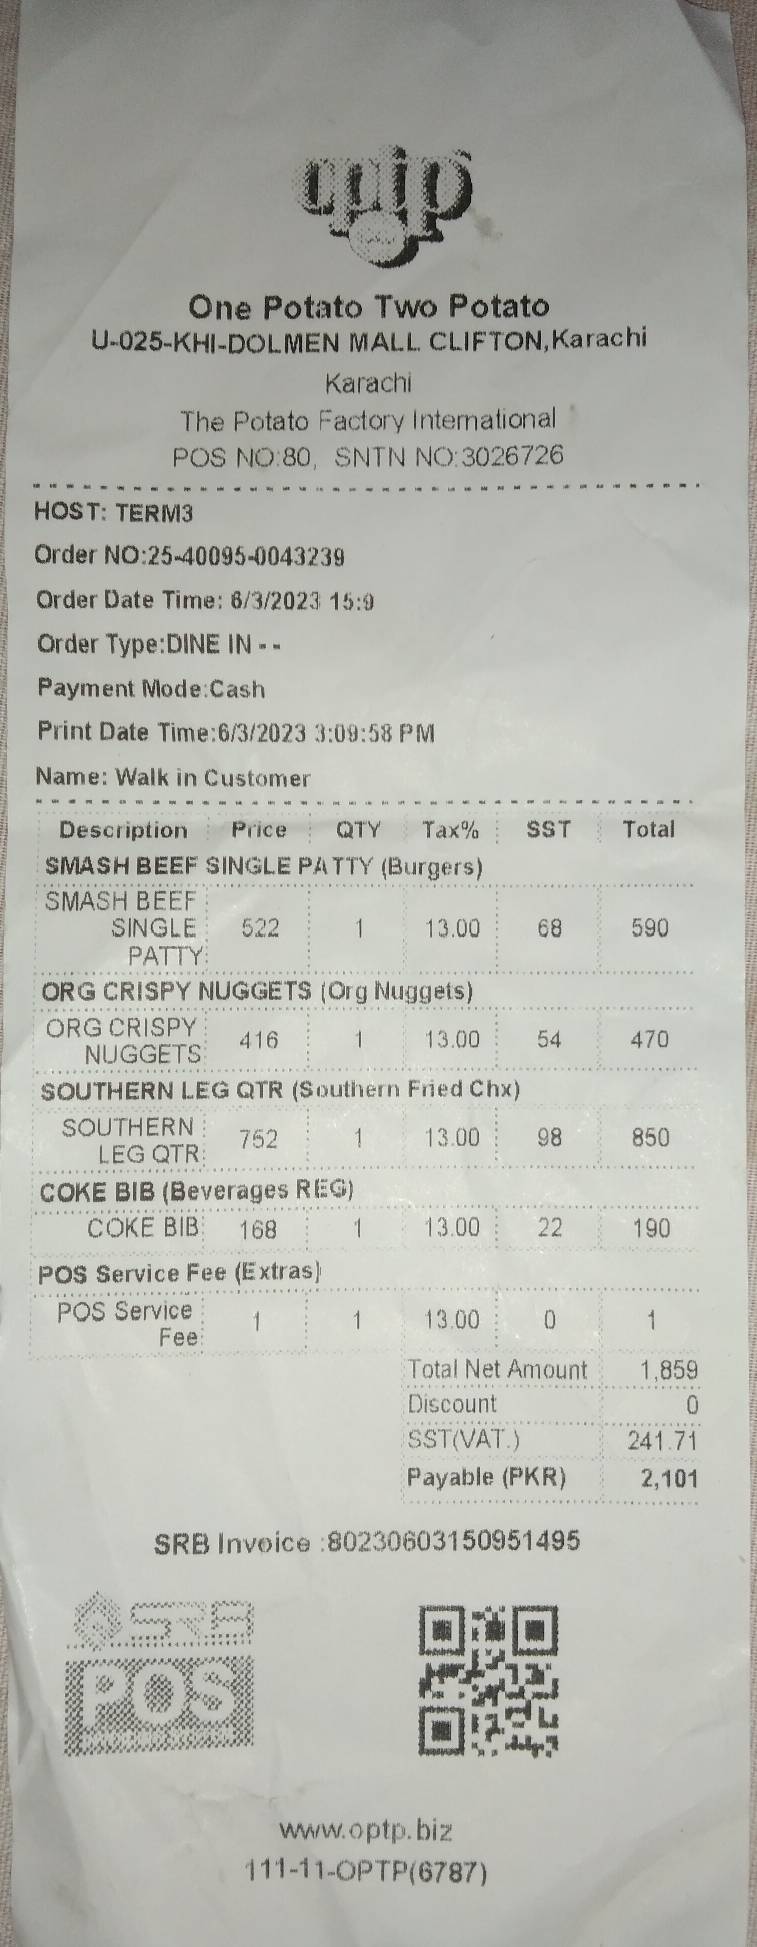 optp
One Potato Two Potato
U-025-KHI-DOLMEN MALL CLIFTON,Karachi
Karachi
The Potato Factory International
POS NO:80, SNTN NO:3026726
HOST: TERM3
Order NO:25-40095-0043239
Order Date Time: 6/3/2023 15:9
Order Type:DINE IN - -
Payment Mode:Cash
Print Date Time:6/3/2023 3:09:58 PM
Name: Walk in Customer
Description Price QTY Tax% SST Total
SMASH BEEF SINGLE PATTY (Burgers)
SMASH BEEF
SINGLE 522 1 13.00 68 590
PATTY
ORG CRISPY NUGGETS (Org Nuggets)
ORG CRISPY
NUGGETS 416 1 13.00 54 470
SOUTHERN LEG QTR (Southern Fried Chx)
SOUTHERN
LEG QTR 752 1 13.00 98 850
COKE BIB (Beverages REG)
COKE BIB 168 1 13.00 22 190
POS Service Fee (Extras)
POS Service
Fee 1 1 13.00 0 1
Total Net Amount 1,859
Discount 0
SST(VAT.) 241.71
Payable (PKR) 2,101
SRB Invoice :80230603150951495
SRB
POS
www.optp.biz
111-11-OPTP(6787)